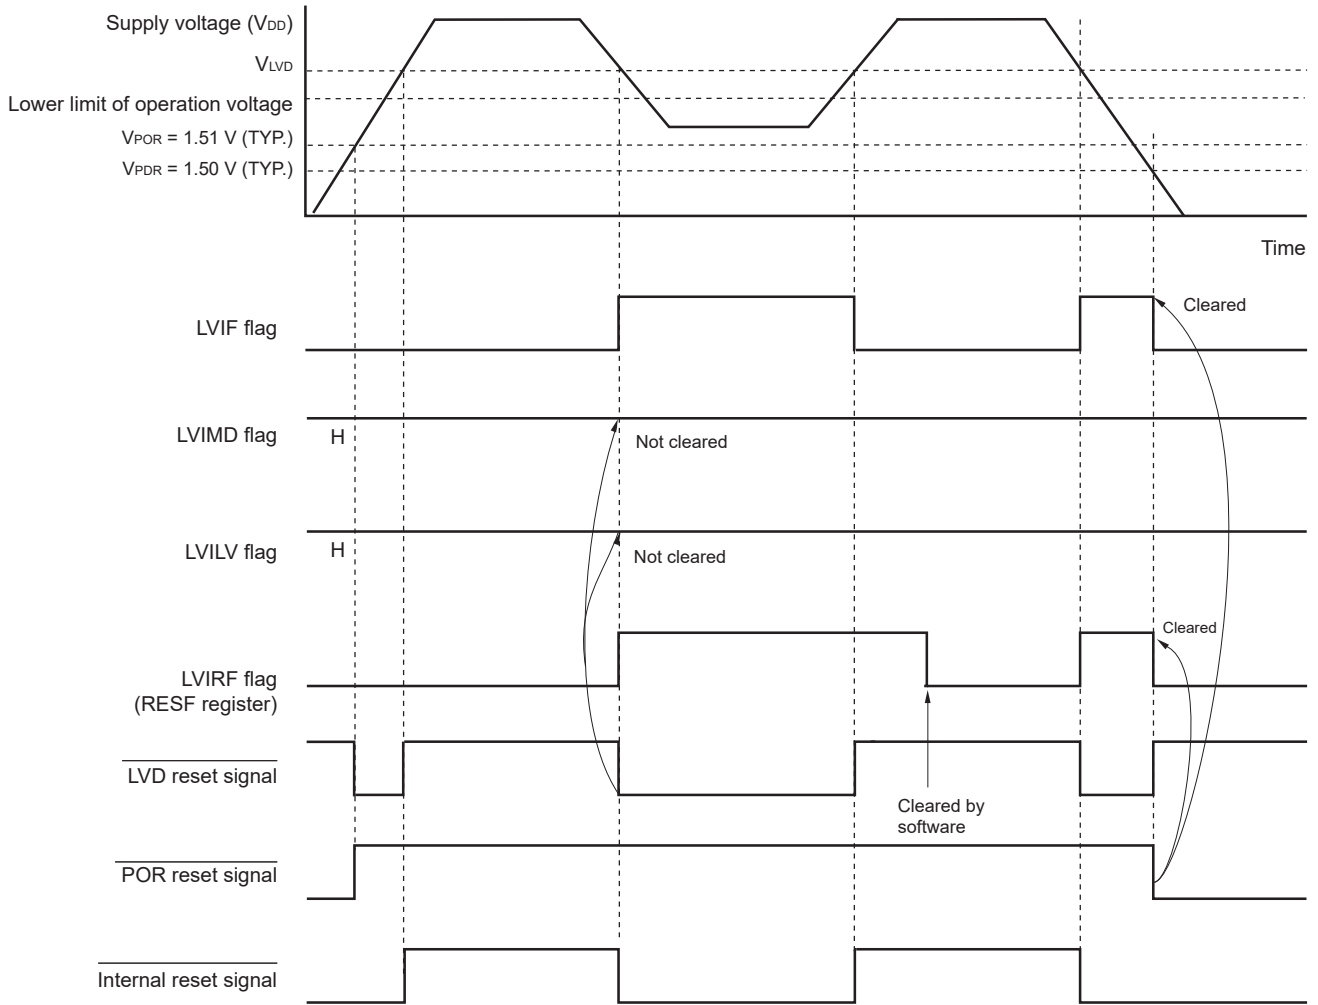 Supply voltage (VDD)
VLVD
Lower limit of operation voltage
VPOR = 1.51 V (TYP.)
VPDR = 1.50 V (TYP.)
Time
LVIF flag
Cleared
LVIMD flag
H
Not cleared
LVILV flag
H
Not cleared
LVIRF flag
(RESF register)
Cleared
LVD reset signal
Cleared by
software
POR reset signal
Internal reset signal